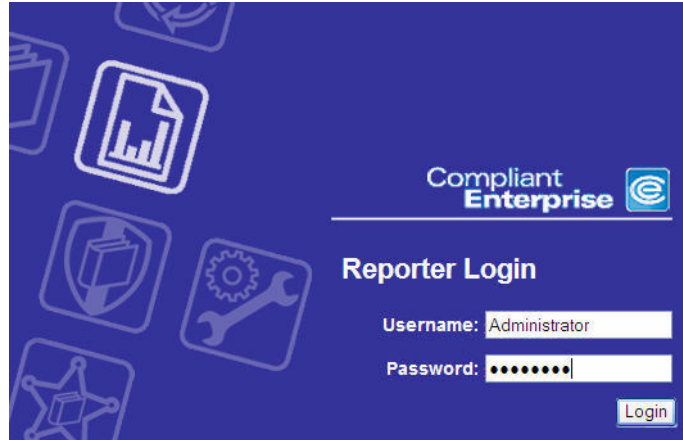 Compliant
Enterprise
Reporter Login
Username: Administrator
Password: ••••••••
Login